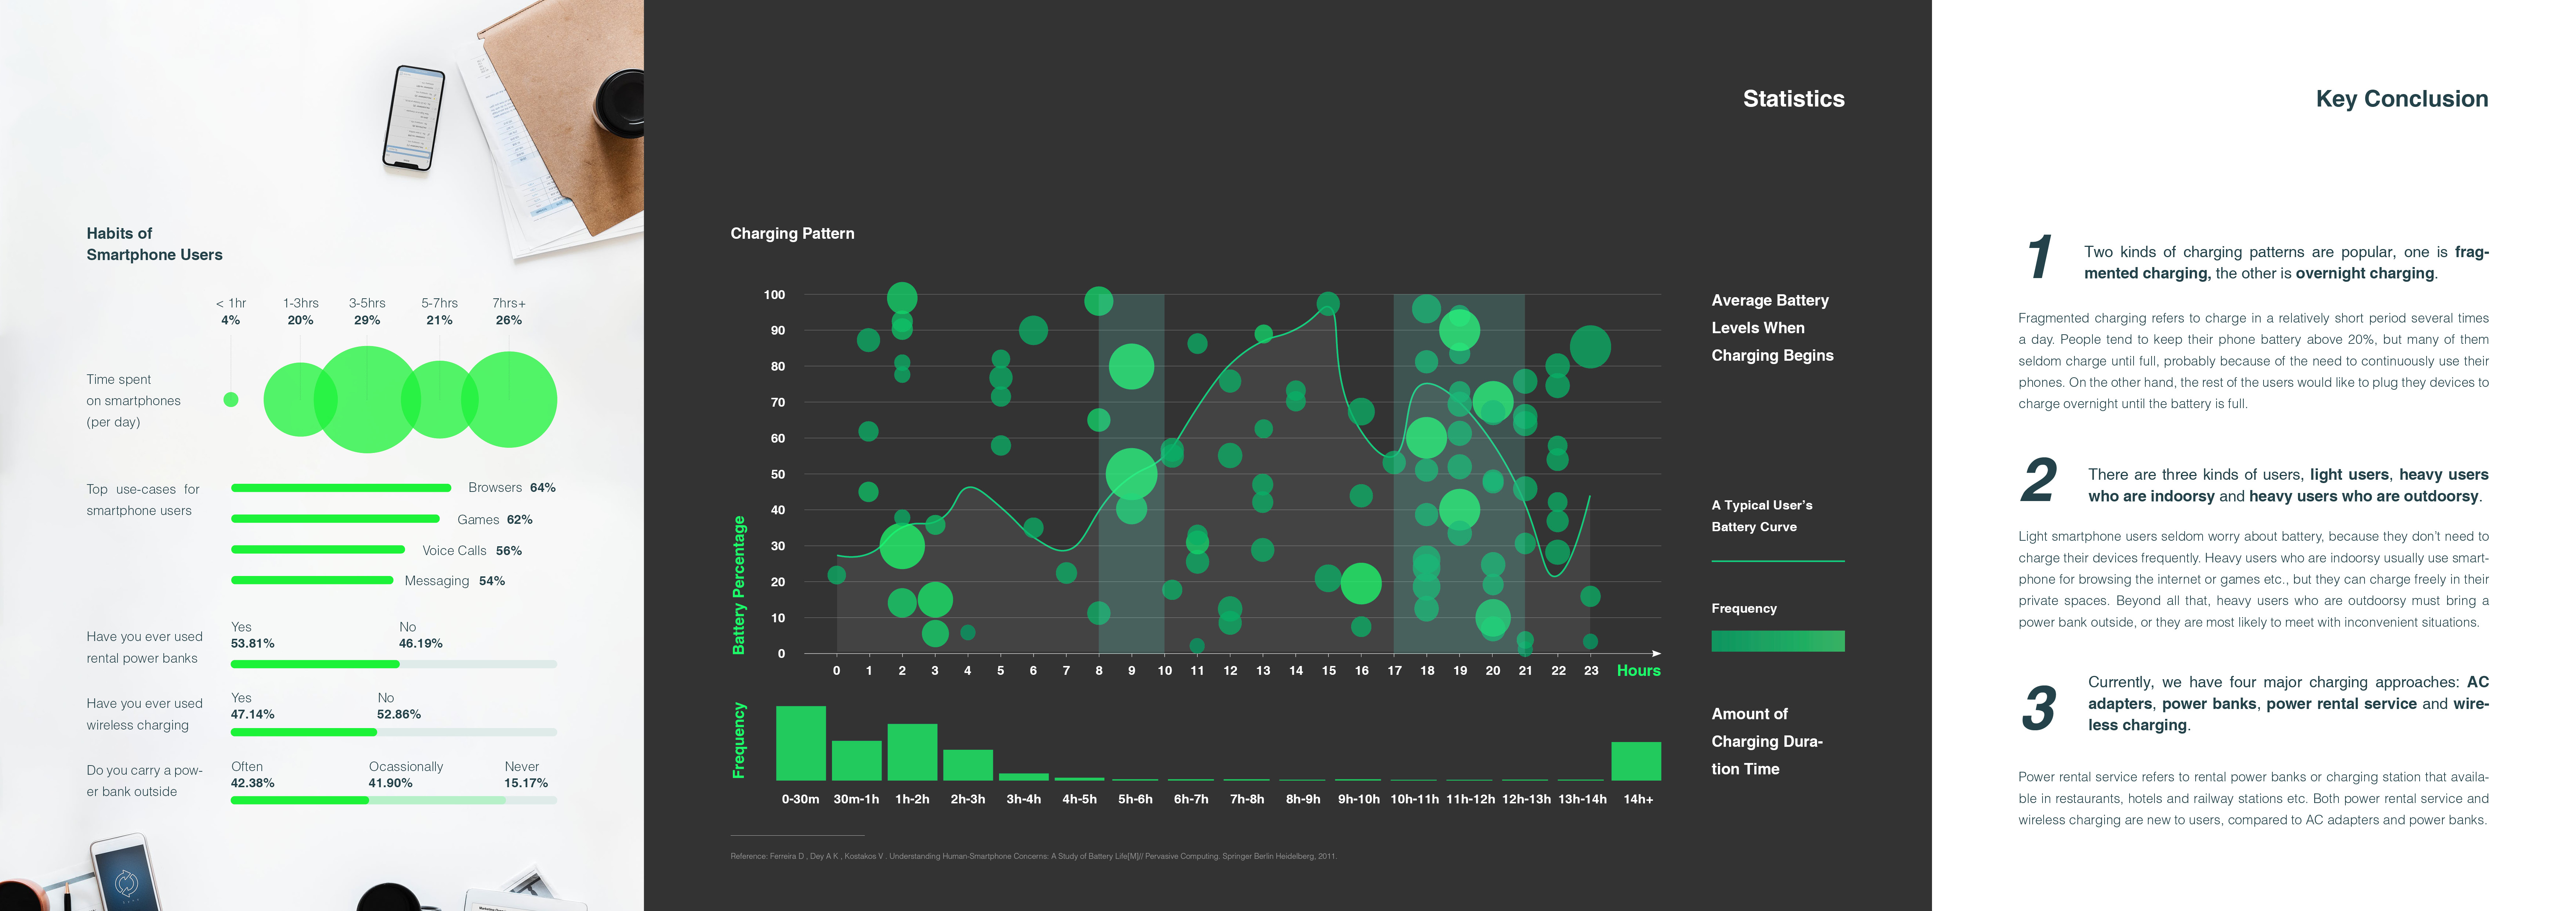 Habits of
Smartphone Users
< 1hr
4%
1-3hrs
20%
3-5hrs
29%
5-7hrs
21%
7hrs+
26%
Time spent
on smartphones
(per day)
Top use-cases for
smartphone users
Browsers 64%
Games 62%
Voice Calls 56%
Messaging 54%
Have you ever used
rental power banks
Yes
53.81%
No
46.19%
Have you ever used
wireless charging
Yes
47.14%
No
52.86%
Do you carry a pow-
er bank outside
Often
42.38%
Ocassionally
41.90%
Never
15.17%
Statistics
Charging Pattern
Battery Percentage
100
90
80
70
60
50
40
30
20
10
0
0 1 2 3 4 5 6 7 8 9 10 11 12 13 14 15 16 17 18 19 20 21 22 23 Hours
Average Battery
Levels When
Charging Begins
A Typical User's
Battery Curve
Frequency
Frequency
0-30m 30m-1h 1h-2h 2h-3h 3h-4h 4h-5h 5h-6h 6h-7h 7h-8h 8h-9h 9h-10h 10h-11h 11h-12h 12h-13h 13h-14h 14h+
Amount of
Charging Dura-
tion Time
Reference: Ferreira D , Dey A K , Kostakos V . Understanding Human-Smartphone Concerns: A Study of Battery Life[M]// Pervasive Computing. Springer Berlin Heidelberg, 2011.
Key Conclusion
1
Two kinds of charging patterns are popular, one is frag-
mented charging, the other is overnight charging.
Fragmented charging refers to charge in a relatively short period several times
a day. People tend to keep their phone battery above 20%, but many of them
seldom charge until full, probably because of the need to continuously use their
phones. On the other hand, the rest of the users would like to plug they devices to
charge overnight until the battery is full.
2
There are three kinds of users, light users, heavy users
who are indoorsy and heavy users who are outdoorsy.
Light smartphone users seldom worry about battery, because they don't need to
charge their devices frequently. Heavy users who are indoorsy usually use smart-
phone for browsing the internet or games etc., but they can charge freely in their
private spaces. Beyond all that, heavy users who are outdoorsy must bring a
power bank outside, or they are most likely to meet with inconvenient situations.
3
Currently, we have four major charging approaches: AC
adapters, power banks, power rental service and wire-
less charging.
Power rental service refers to rental power banks or charging station that availa-
ble in restaurants, hotels and railway stations etc. Both power rental service and
wireless charging are new to users, compared to AC adapters and power banks.